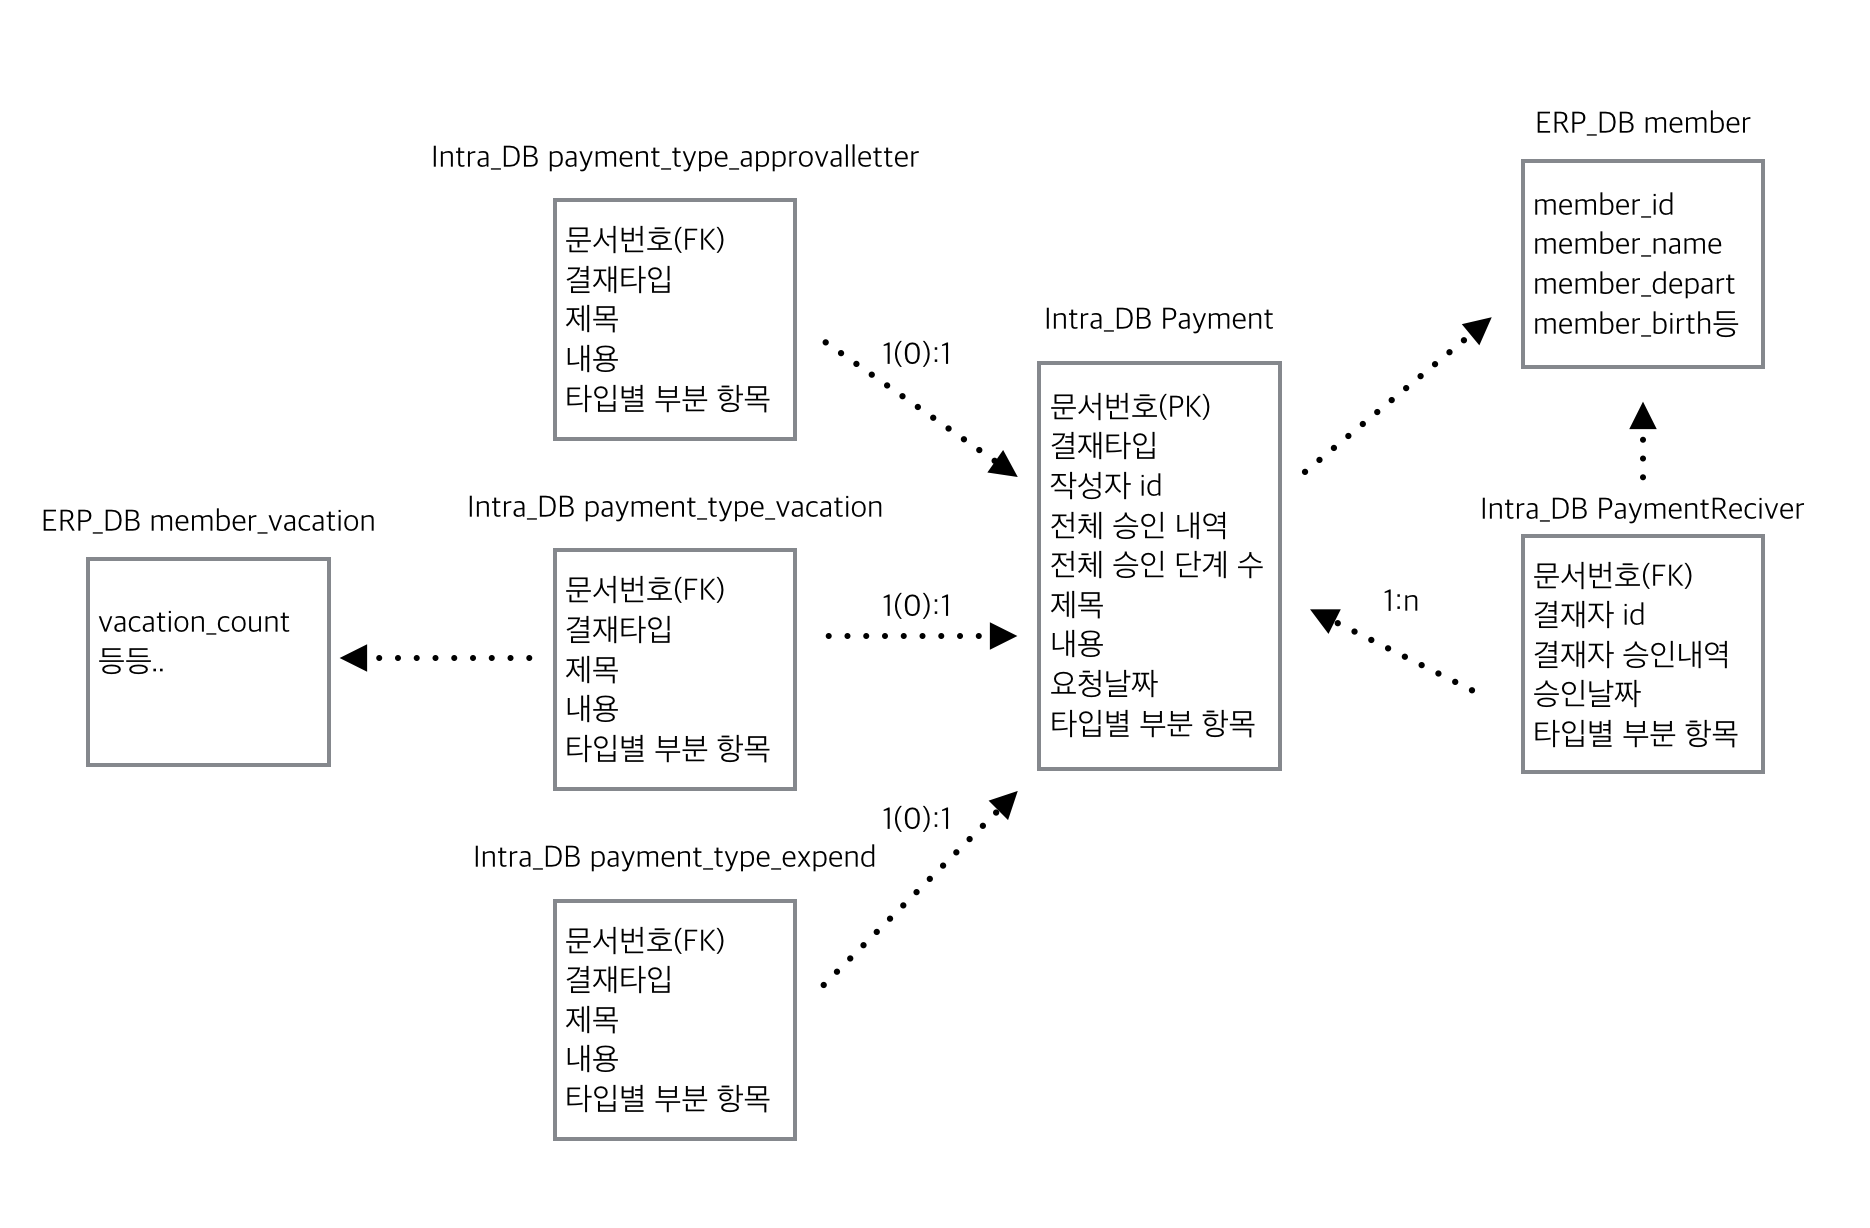 ERP_DB member
member_id
member_name
member_depart
member_birth등
Intra_DB payment_type_approvalletter
문서번호(FK)
결재타입
제목
내용
타입별 부분 항목
1(0):1
Intra_DB Payment
문서번호(PK)
결재타입
작성자 id
전체 승인 내역
전체 승인 단계 수
제목
내용
요청날짜
타입별 부분 항목
Intra_DB PaymentReciver
문서번호(FK)
결재자 id
결재자 승인내역
승인날짜
타입별 부분 항목
1:n
ERP_DB member_vacation
vacation_count
등등..
Intra_DB payment_type_vacation
문서번호(FK)
결재타입
제목
내용
타입별 부분 항목
1(0):1
Intra_DB payment_type_expend
문서번호(FK)
결재타입
제목
내용
타입별 부분 항목
1(0):1